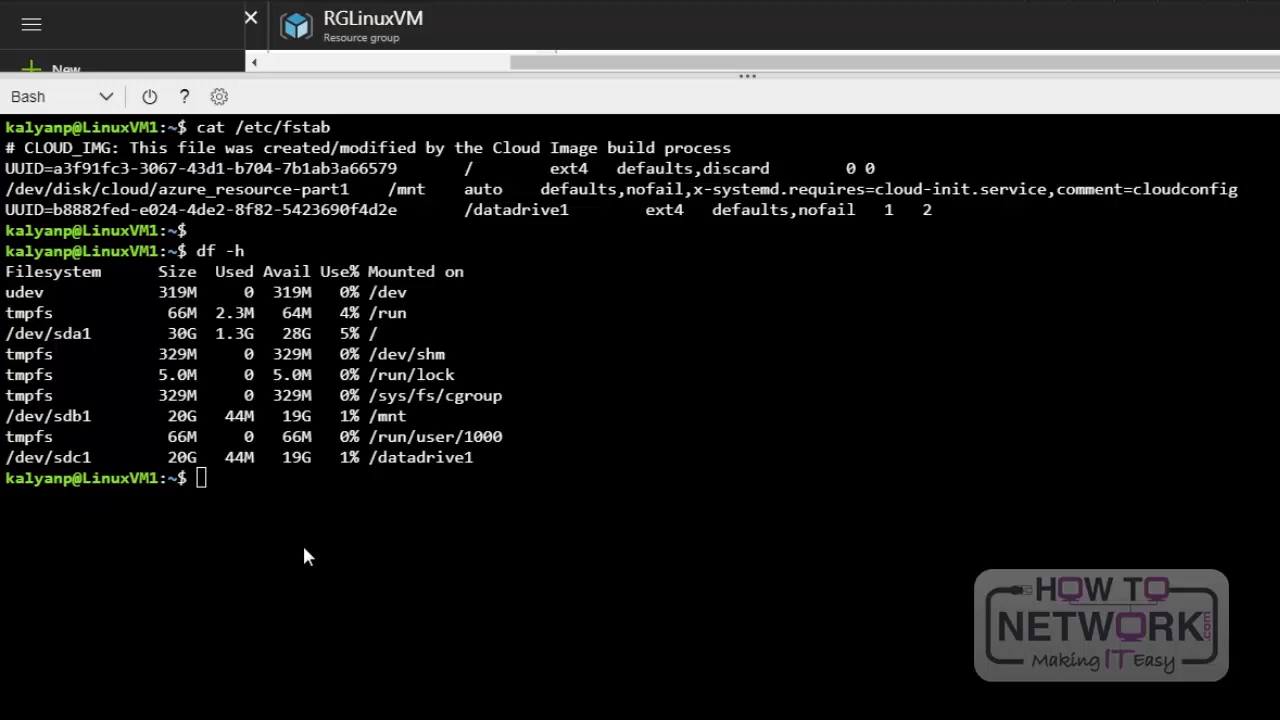 RGLinuxVM
Resource group
New
Bash
?
kalyanp@LinuxVM1:~$ cat /etc/fstab
# CLOUD_IMG: This file was created/modified by the Cloud Image build process
UUID=a3f91fc3-3067-43d1-b704-7b1ab3a66579 / ext4 defaults,discard 0 0
/dev/disk/cloud/azure_resource-part1 /mnt auto defaults,nofail,x-systemd.requires=cloud-init.service,comment=cloudconfig
UUID=b8882fed-e024-4de2-8f82-5423690f4d2e /datadrive1 ext4 defaults,nofail 1 2
kalyanp@LinuxVM1:~$
kalyanp@LinuxVM1:~$ df -h
Filesystem Size Used Avail Use% Mounted on
udev 319M 0 319M 0% /dev
tmpfs 66M 2.3M 64M 4% /run
/dev/sda1 30G 1.3G 28G 5% /
tmpfs 329M 0 329M 0% /dev/shm
tmpfs 5.0M 0 5.0M 0% /run/lock
tmpfs 329M 0 329M 0% /sys/fs/cgroup
/dev/sdb1 20G 44M 19G 1% /mnt
tmpfs 66M 0 66M 0% /run/user/1000
/dev/sdc1 20G 44M 19G 1% /datadrive1
kalyanp@LinuxVM1:~$
HOW TO
NETWORK.com
Making IT Easy